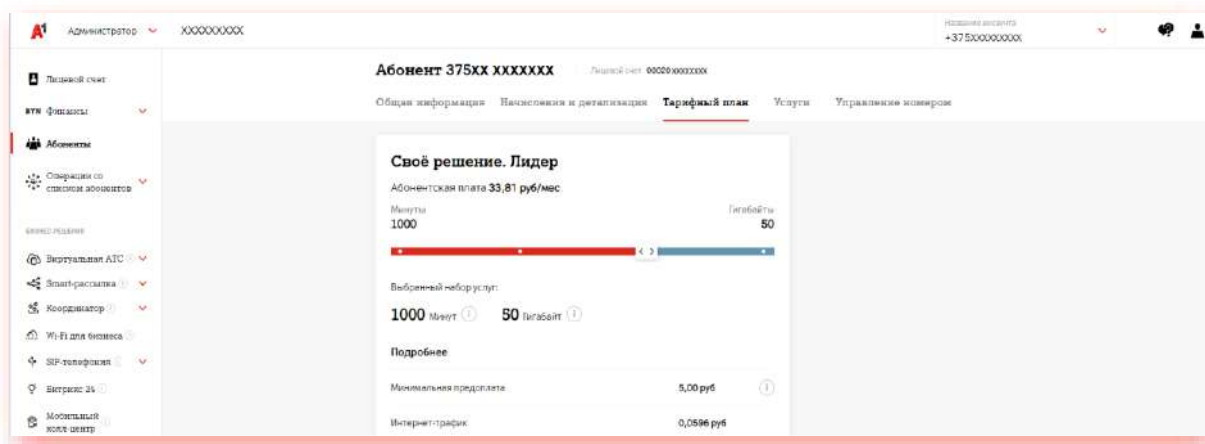 A1 Администратор XXXXXXXXX Название аккаунта
+375XXXXXXXXX
Абонент 375XX XXXXXXX Лицевой счет 00020xxxxxxxx
Общая информация Начисления и детализация Тарифный план Услуги Управление номером
Лицевой счет
BYN Финансы
Абоненты
Операции со
списком абонентов
БИЗНЕС РЕШЕНИЯ
Виртуальная АТС
Smart-рассылка
Координатор
Wi-Fi для бизнеса
SIP-телефония
Битрикс 24
Мобильный
колл-центр
Своё решение. Лидер
Абонентская плата 33,81 руб/мес
Минуты Гигабайты
1000 50
Выбранный набор услуг:
1000 Минут 50 Гигабайт
Подробнее
Минимальная предоплата 5,00 руб
Интернет-трафик 0,0596 руб